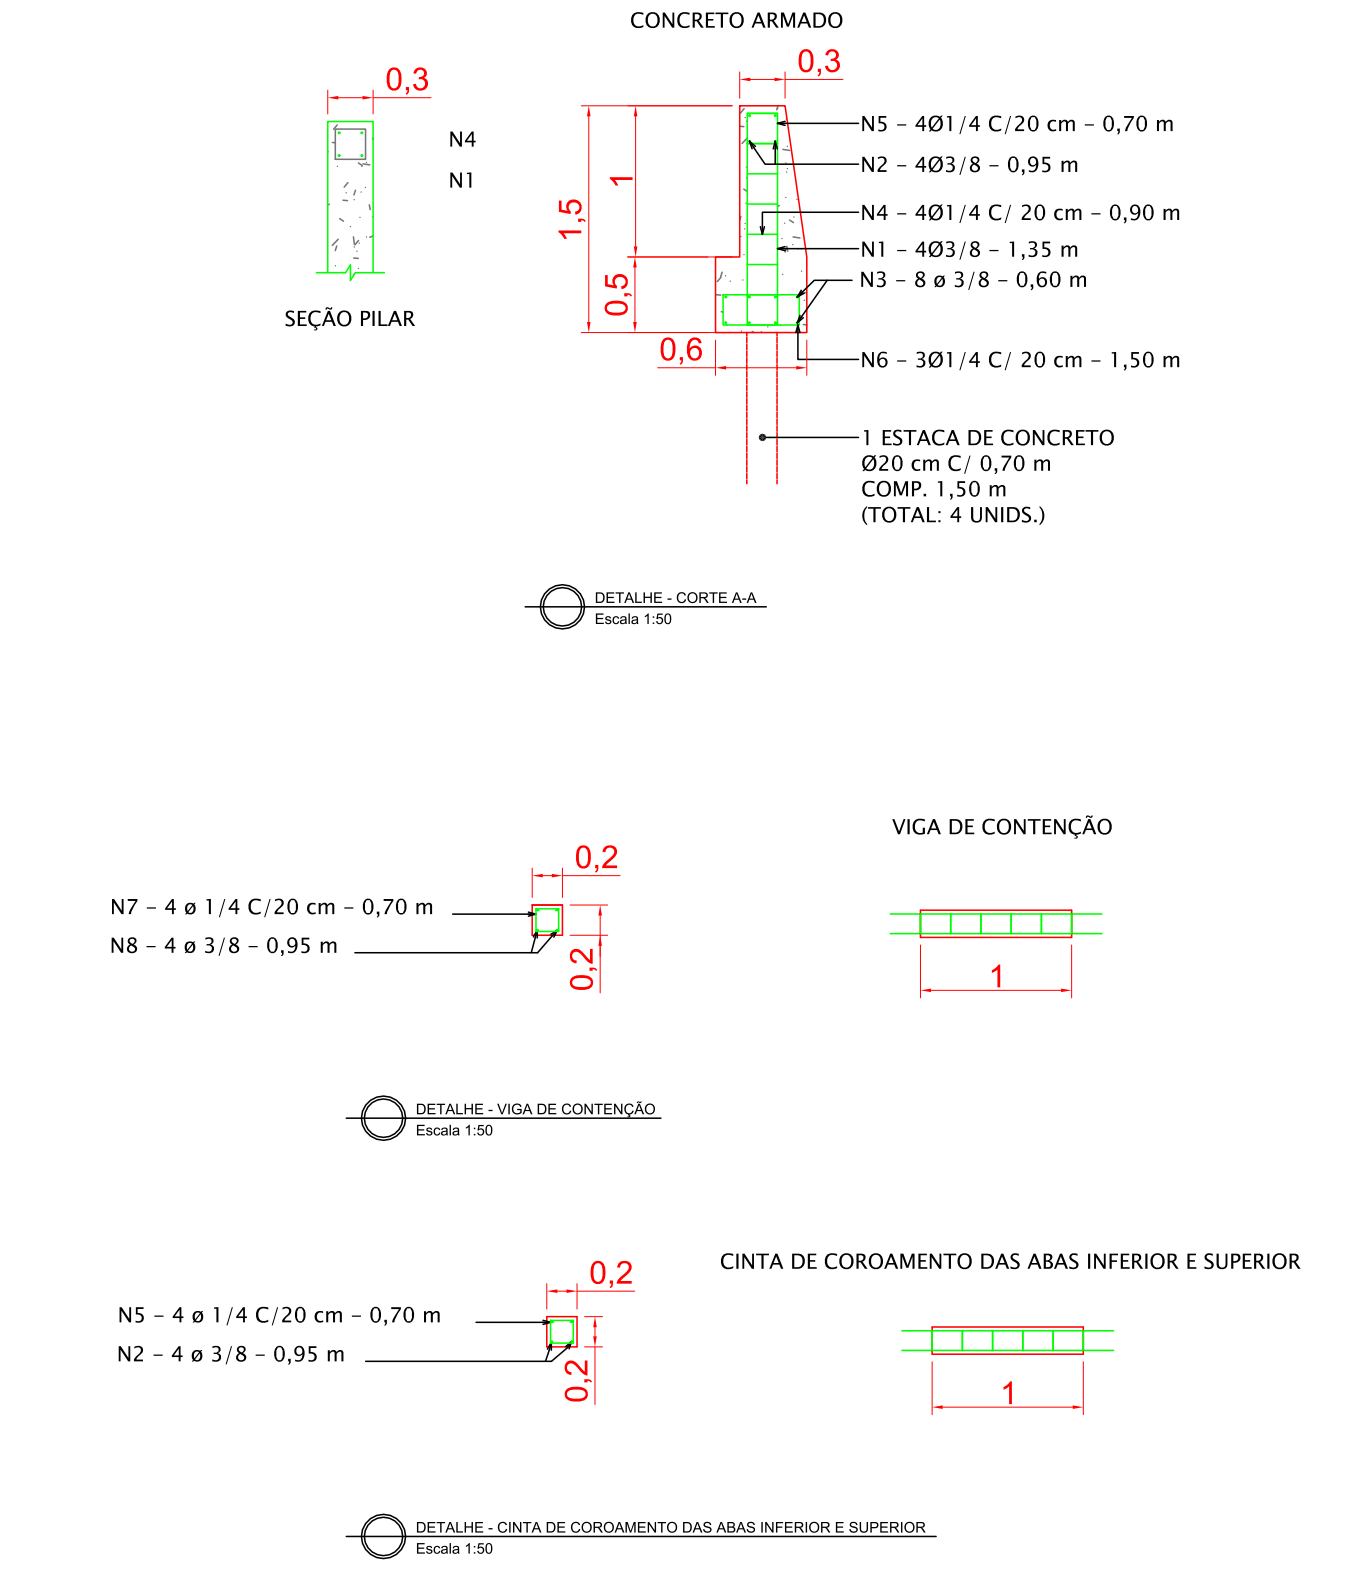 CONCRETO ARMADO
0,3
0,3
N4
N1
SEÇÃO PILAR
1,5
1
0,5
0,6
N5 – 4Ø1/4 C/20 cm – 0,70 m
N2 – 4Ø3/8 – 0,95 m
N4 – 4Ø1/4 C/ 20 cm – 0,90 m
N1 – 4Ø3/8 – 1,35 m
N3 – 8 ø 3/8 – 0,60 m
N6 – 3Ø1/4 C/ 20 cm – 1,50 m
1 ESTACA DE CONCRETO
Ø20 cm C/ 0,70 m
COMP. 1,50 m
(TOTAL: 4 UNIDS.)
DETALHE - CORTE A-A
Escala 1:50
VIGA DE CONTENÇÃO
0,2
N7 – 4 ø 1/4 C/20 cm – 0,70 m
N8 – 4 ø 3/8 – 0,95 m
0,2
1
DETALHE - VIGA DE CONTENÇÃO
Escala 1:50
CINTA DE COROAMENTO DAS ABAS INFERIOR E SUPERIOR
0,2
N5 – 4 ø 1/4 C/20 cm – 0,70 m
N2 – 4 ø 3/8 – 0,95 m
0,2
1
DETALHE - CINTA DE COROAMENTO DAS ABAS INFERIOR E SUPERIOR
Escala 1:50